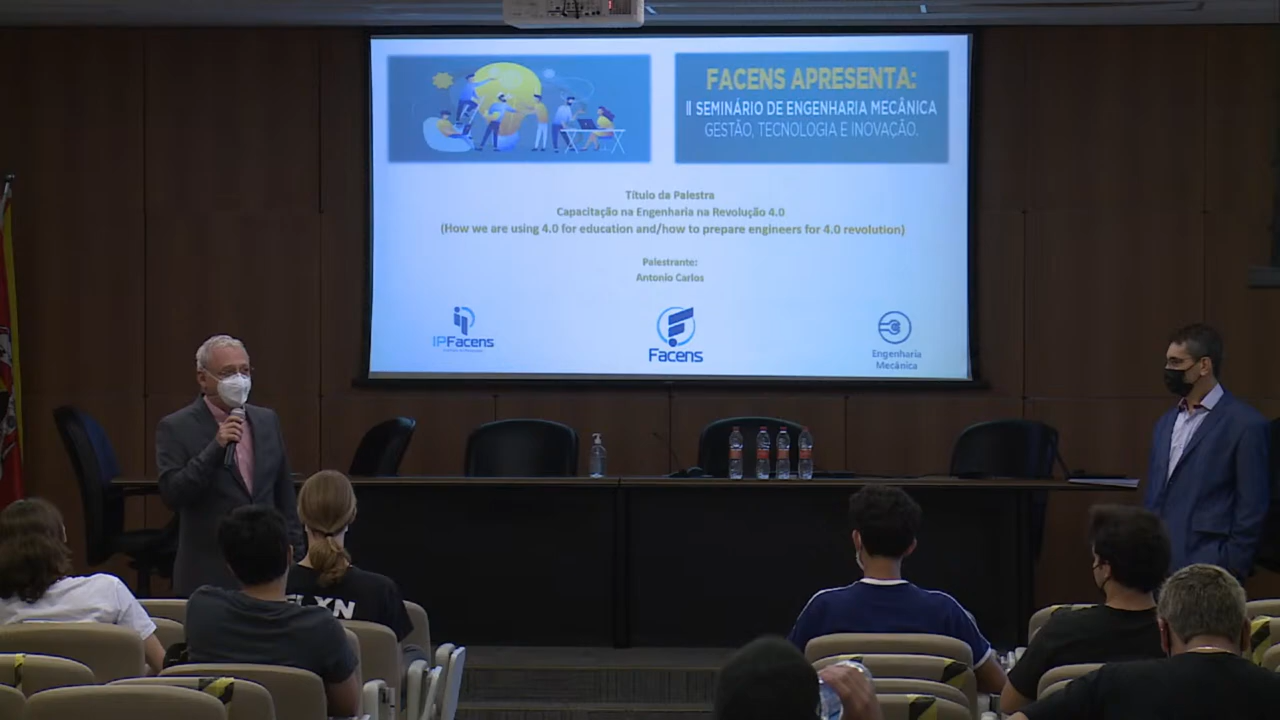 FACENS APRESENTA:
II SEMINÁRIO DE ENGENHARIA MECÂNICA
GESTÃO, TECNOLOGIA E INOVAÇÃO.
Título da Palestra
Capacitação na Engenharia na Revolução 4.0
(How we are using 4.0 for education and/how to prepare engineers for 4.0 revolution)
Palestrante:
Antonio Carlos
IPFacens
Facens
Engenharia
Mecânica